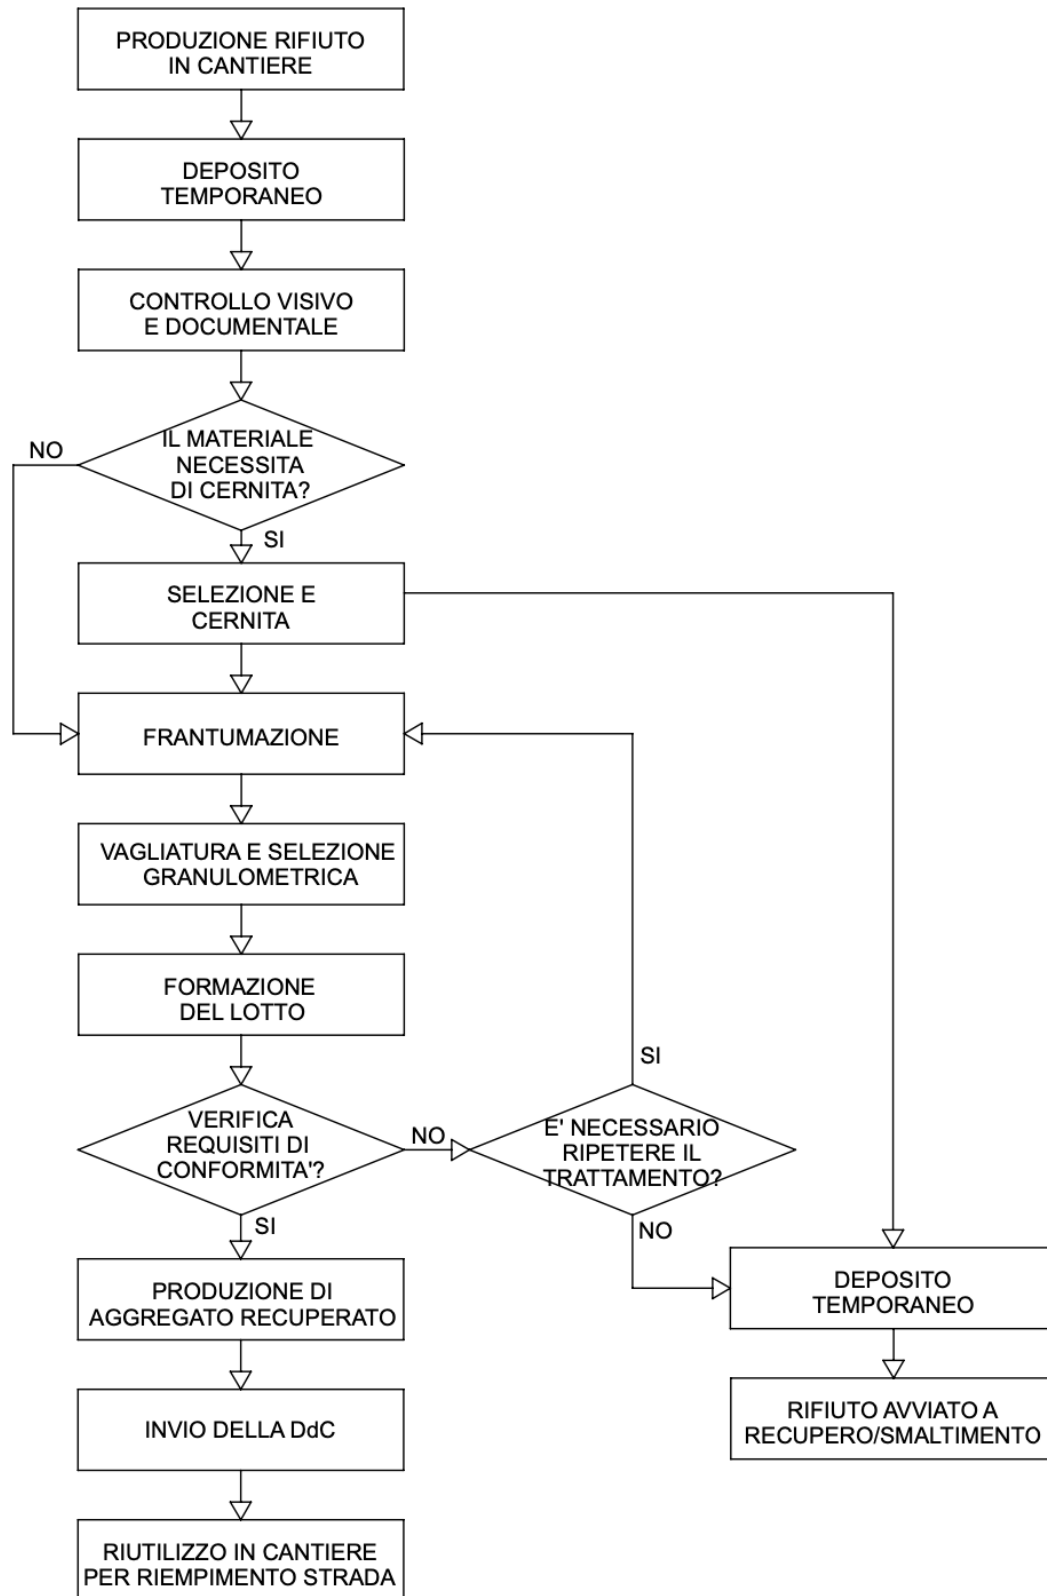 PRODUZIONE RIFIUTO
IN CANTIERE
DEPOSITO
TEMPORANEO
CONTROLLO VISIVO
E DOCUMENTALE
IL MATERIALE
NECESSITA
DI CERNITA?
NO
SI
SELEZIONE E
CERNITA
FRANTUMAZIONE
VAGLIATURA E SELEZIONE
GRANULOMETRICA
FORMAZIONE
DEL LOTTO
VERIFICA
REQUISITI DI
CONFORMITA'?
NO
SI
E' NECESSARIO
RIPETERE IL
TRATTAMENTO?
SI
NO
PRODUZIONE DI
AGGREGATO RECUPERATO
INVIO DELLA DdC
RIUTILIZZO IN CANTIERE
PER RIEMPIMENTO STRADA
DEPOSITO
TEMPORANEO
RIFIUTO AVVIATO A
RECUPERO/SMALTIMENTO